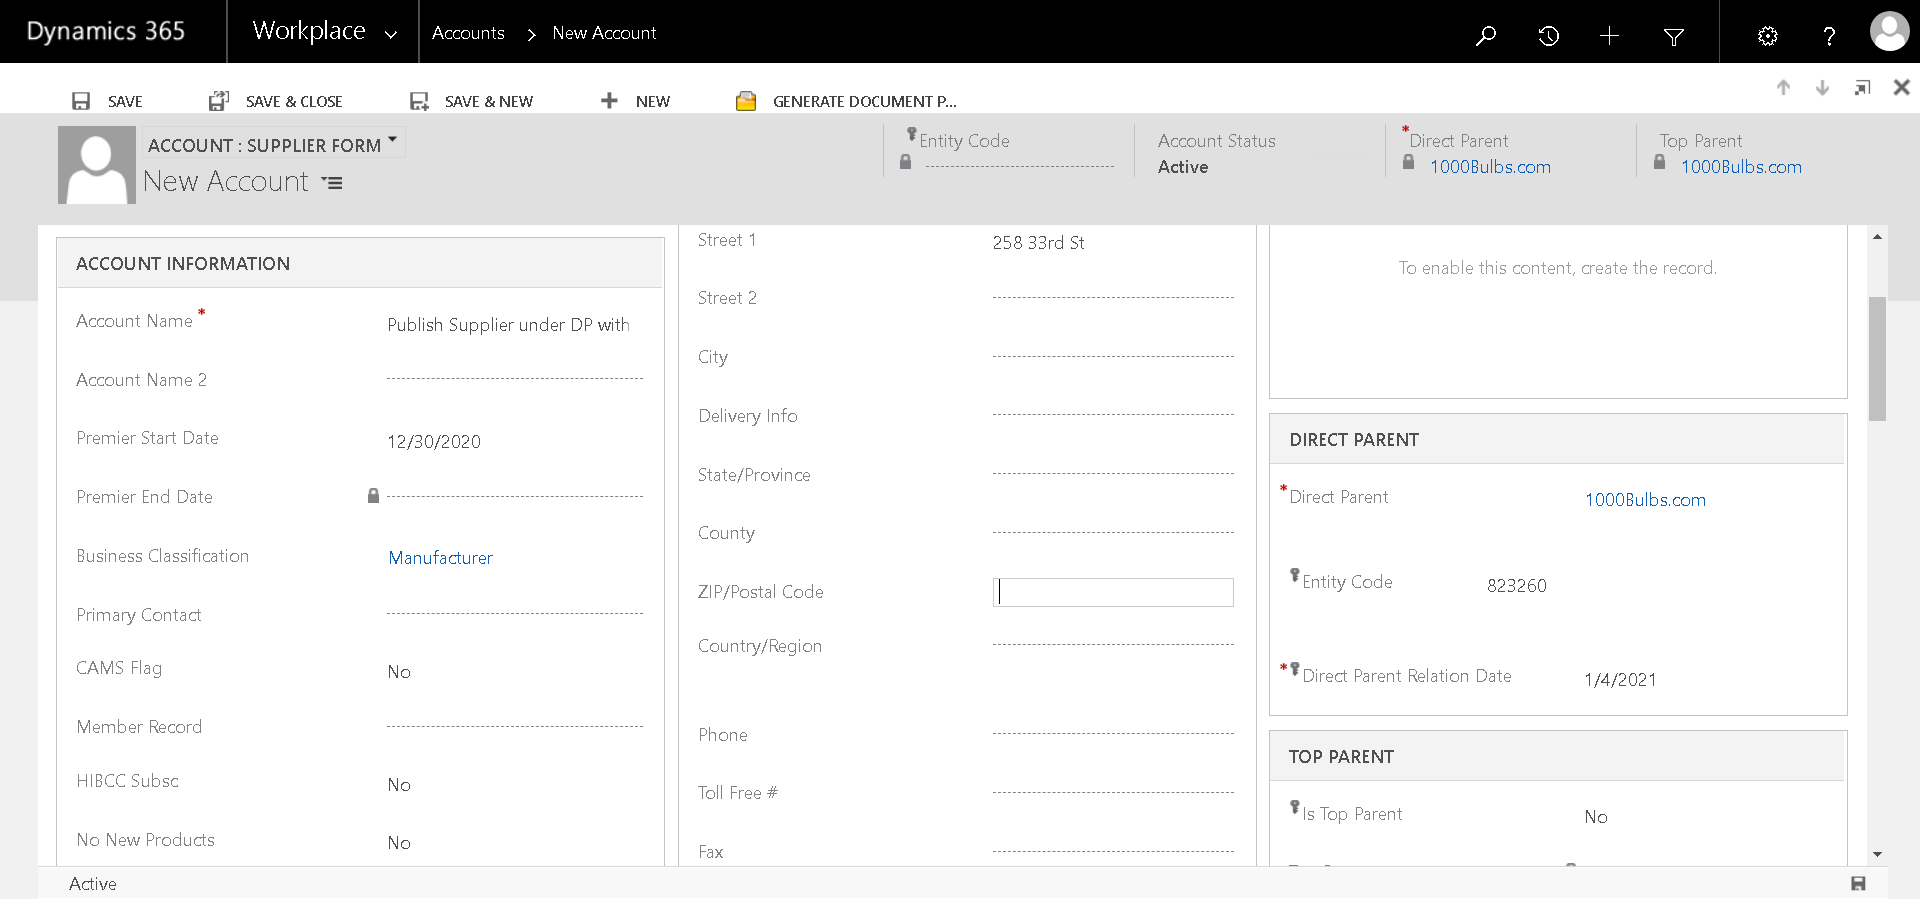 Dynamics 365
Workplace
Accounts > New Account
SAVE
SAVE & CLOSE
SAVE & NEW
NEW
GENERATE DOCUMENT P...
ACCOUNT : SUPPLIER FORM
New Account
Entity Code
Account Status
Active
*Direct Parent
1000Bulbs.com
Top Parent
1000Bulbs.com
ACCOUNT INFORMATION
Account Name *
Publish Supplier under DP with
Account Name 2
Premier Start Date
12/30/2020
Premier End Date
Business Classification
Manufacturer
Primary Contact
CAMS Flag
No
Member Record
HIBCC Subsc
No
No New Products
No
Street 1
258 33rd St
Street 2
City
Delivery Info
State/Province
County
ZIP/Postal Code
Country/Region
Phone
Toll Free #
Fax
To enable this content, create the record.
DIRECT PARENT
*Direct Parent
1000Bulbs.com
Entity Code
823260
*Direct Parent Relation Date
1/4/2021
TOP PARENT
Is Top Parent
No
Active